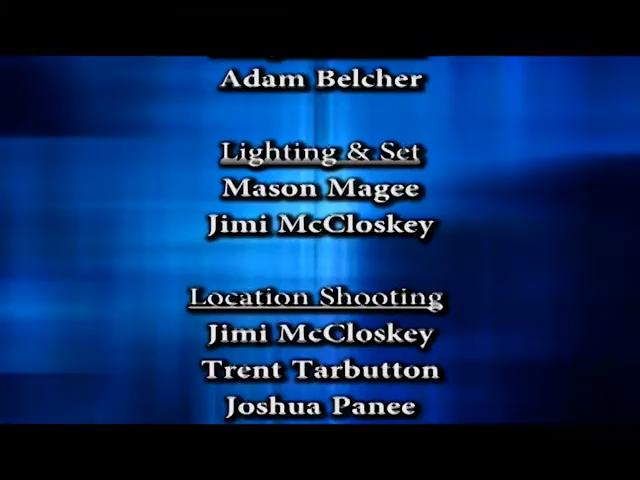 Adam Belcher
Lighting & Set
Mason Magee
Jimi McCloskey
Location Shooting
Jimi McCloskey
Trent Tarbutton
Joshua Panee